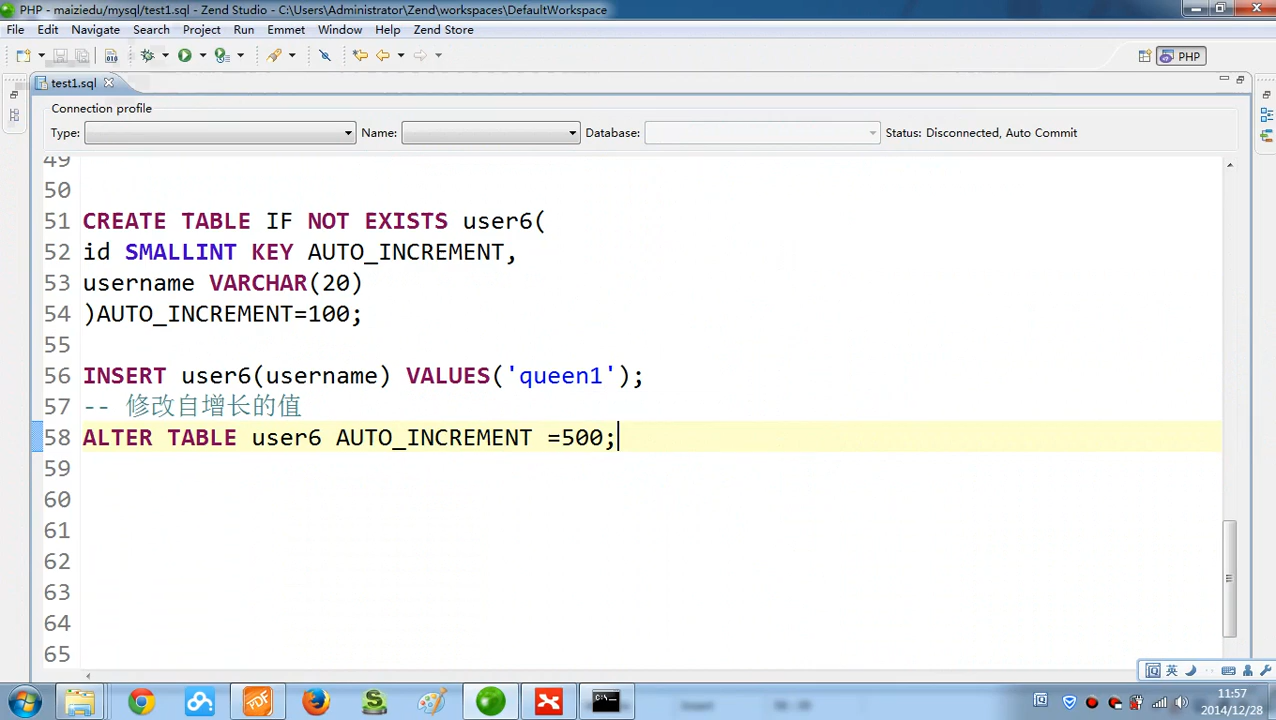 PHP - maiziedu/mysql/test1.sql - Zend Studio - C:\Users\Administrator\Zend\workspaces\DefaultWorkspace
File Edit Navigate Search Project Run Emmet Window Help Zend Store
PHP
test1.sql
Connection profile
Type: Name: Database: Status: Disconnected, Auto Commit
49
50
51 CREATE TABLE IF NOT EXISTS user6(
52 id SMALLINT KEY AUTO_INCREMENT,
53 username VARCHAR(20)
54 )AUTO_INCREMENT=100;
55
56 INSERT user6(username) VALUES('queen1');
57 -- 修改自增长的值
58 ALTER TABLE user6 AUTO_INCREMENT =500;
59
60
61
62
63
64
65
英
11:57
2014/12/28